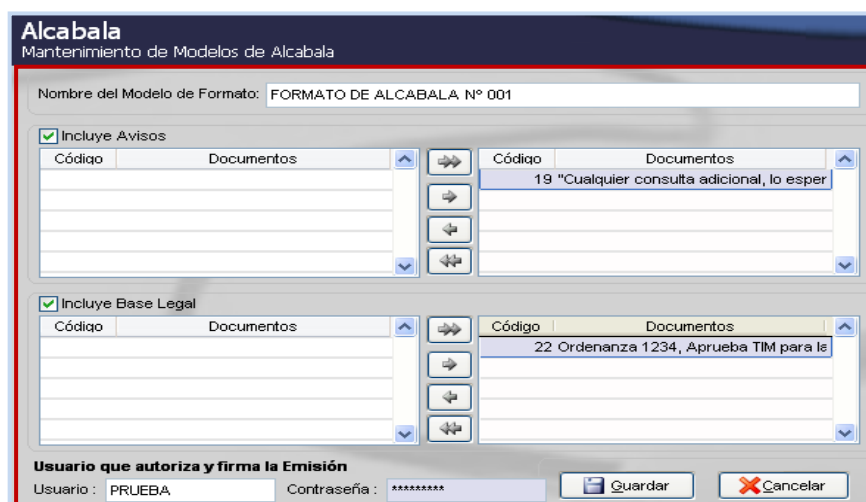 Alcabala
Mantenimiento de Modelos de Alcabala
Nombre del Modelo de Formato: FORMATO DE ALCABALA Nº 001
Incluye Avisos
Código Documentos Código Documentos
19 "Cualquier consulta adicional, lo esper
Incluye Base Legal
Código Documentos Código Documentos
22 Ordenanza 1234, Aprueba TIM para la
Usuario que autoriza y firma la Emisión
Usuario : PRUEBA Contraseña : ********* Guardar Cancelar